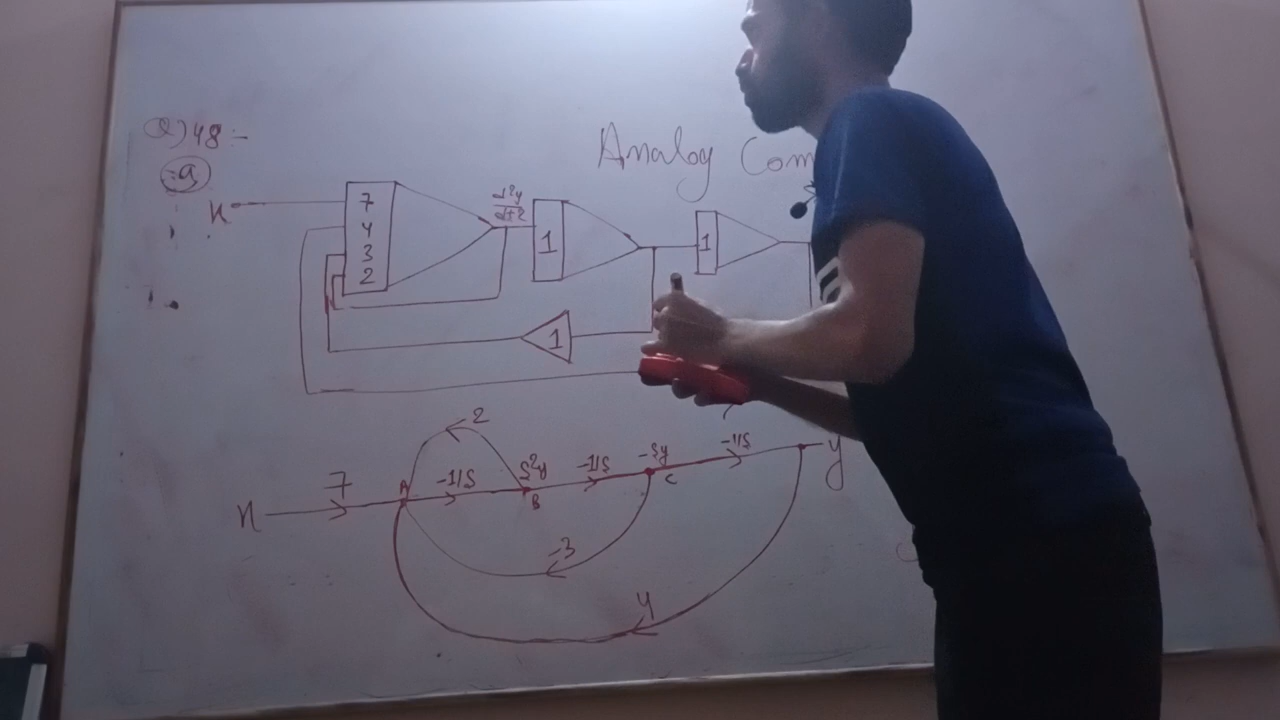 Q)48:-
Analog Com
a
x
7
4
3
2
d²y
dt2
1
1
1
2
x
7
A
-1/S
S²y
B
-1/S
-Sy
C
-1/S
y
-3
4